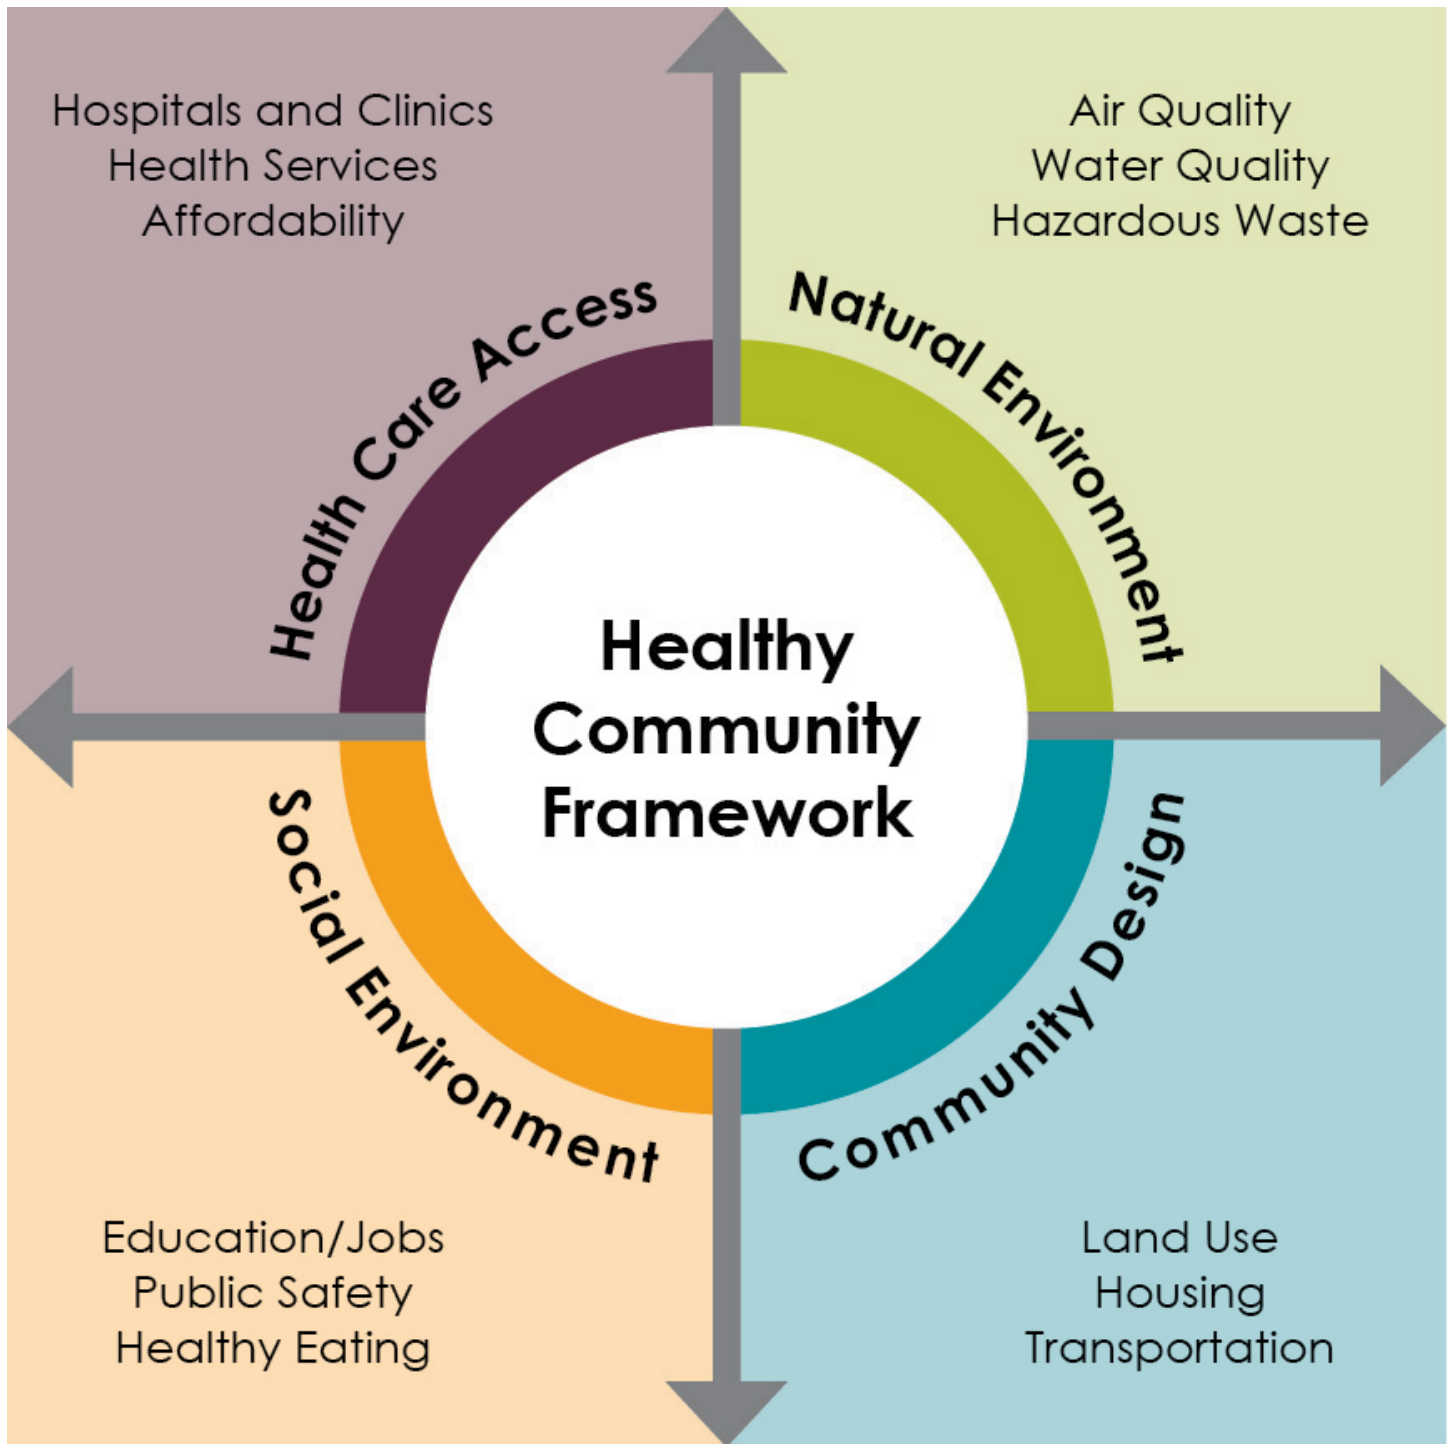 Hospitals and Clinics
Health Services
Affordability
Health Care Access
Air Quality
Water Quality
Hazardous Waste
Natural Environment
Healthy
Community
Framework
Social Environment
Education/Jobs
Public Safety
Healthy Eating
Community Design
Land Use
Housing
Transportation